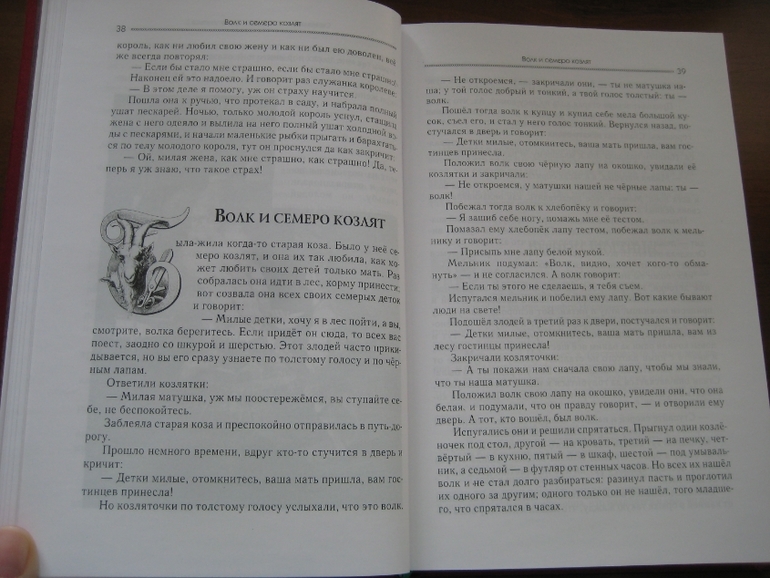 38
Волк и семеро козлят
король, как ни любил свою жену и как ни был ею доволен, всё
же всегда повторял:
— Если бы стало мне страшно, если бы стало мне страшно!
Наконец ей это надоело. И говорит раз служанка королеве:
— В этом деле я помогу, уж он страху научится.
Пошла она к ручью, что протекал в саду, и набрала полный
ушат пескарей. Ночью, только молодой король уснул, стащила
жена с него одеяло и вылила на него полный ушат холодной воды
с пескарями, и начали маленькие рыбки прыгать и барахтаться
по телу молодого короля, тут он проснулся да как закричит:
— Ой, милая жена, как мне страшно, как страшно! Да, те-
перь я уж знаю, что такое страх!
Волк и семеро козлят
Была-жила когда-то старая коза. Было у неё се-
меро козлят, и она их так любила, как мо-
жет любить своих детей только мать. Раз
собралась она идти в лес, корму принести;
вот созвала она всех своих семерых деток
и говорит:
— Милые детки, хочу я в лес пойти, а вы,
смотрите, волка берегитесь. Если придёт он сюда, то всех вас
поест, заодно со шкурой и шерстью. Этот злодей часто прики-
дывается, но вы его сразу узнаете по толстому голосу и по чёр-
ным лапам.
Ответили козлятки:
— Милая матушка, уж мы постережёмся, вы ступайте се-
бе, не беспокойтесь.
Заблеяла старая коза и преспокойно отправилась в путь-до-
рогу.
Прошло немного времени, вдруг кто-то стучится в дверь и
кричит:
— Детки милые, отомкнитесь, ваша мать пришла, вам гос-
тинцев принесла!
Но козляточки по толстому голосу услыхали, что это волк.
Волк и семеро козлят
39
— Не откроемся, — закричали они, — ты не матушка на-
ша; у той голос добрый и тонкий, а твой голос толстый: ты —
волк.
Пошёл тогда волк к купцу и купил себе мела большой ку-
сок, съел его, и стал у него голос тонкий. Вернулся назад, по-
стучался в дверь и говорит:
— Детки милые, отомкнитесь, ваша мать пришла, вам гос-
тинцев принесла.
Положил волк свою чёрную лапу на окошко, увидали её
козлятки и закричали:
— Не откроемся, у матушки нашей не чёрные лапы: ты —
волк!
Побежал тогда волк к хлебопёку и говорит:
— Я зашиб себе ногу, помажь мне её тестом.
Помазал ему хлебопёк лапу тестом, побежал волк к мель-
нику и говорит:
— Присыпь мне лапу белой мукой.
Мельник подумал: «Волк, видно, хочет кого-то обма-
нуть» — и не согласился. А волк говорит:
— Если ты этого не сделаешь, я тебя съем.
Испугался мельник и побелил ему лапу. Вот какие бывают
люди на свете!
Подошёл злодей в третий раз к двери, постучался и говорит:
— Детки милые, отомкнитесь, ваша мать пришла, вам из
лесу гостинцы принесла!
Закричали козляточки:
— А ты покажи нам сначала свою лапу, чтобы мы знали,
что ты наша матушка.
Положил волк свою лапу на окошко, увидели они, что она
белая, и подумали, что он правду говорит, — и отворили ему
дверь. А тот, кто вошёл, был волк.
Испугались они и решили спрятаться. Прыгнул один козлё-
ночек под стол, другой — на кровать, третий — на печку, чет-
вёртый — в кухню, пятый — в шкаф, шестой — под умываль-
ник, а седьмой — в футляр от стенных часов. Но всех их нашёл
волк и не стал долго разбираться: разинул пасть и проглотил
их одного за другим; одного только он не нашёл, того младше-
го, что спрятался в часах.